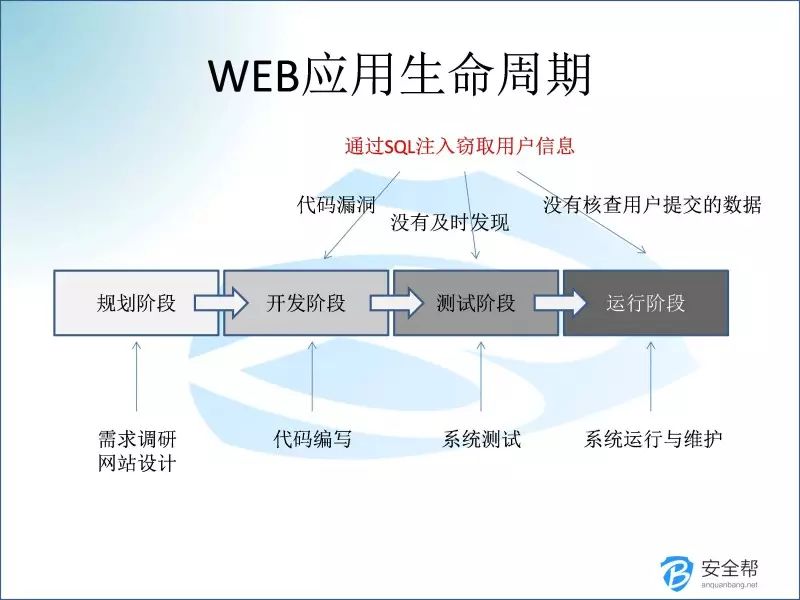 WEB应用生命周期
通过SQL注入窃取用户信息
代码漏洞
没有及时发现
没有核查用户提交的数据
规划阶段
开发阶段
测试阶段
运行阶段
需求调研
网站设计
代码编写
系统测试
系统运行与维护
安全帮
anquanbang.net